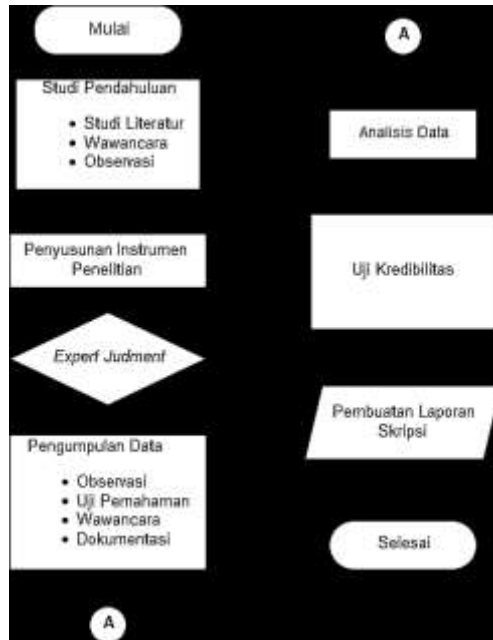 Mulai
Studi Pendahuluan
• Studi Literatur
• Wawancara
• Observasi
Penyusunan Instrumen
Penelitian
Expert Judment
Pengumpulan Data
• Observasi
• Uji Pemahaman
• Wawancara
• Dokumentasi
A
A
Analisis Data
Uji Kredibilitas
Pembuatan Laporan
Skripsi
Selesai